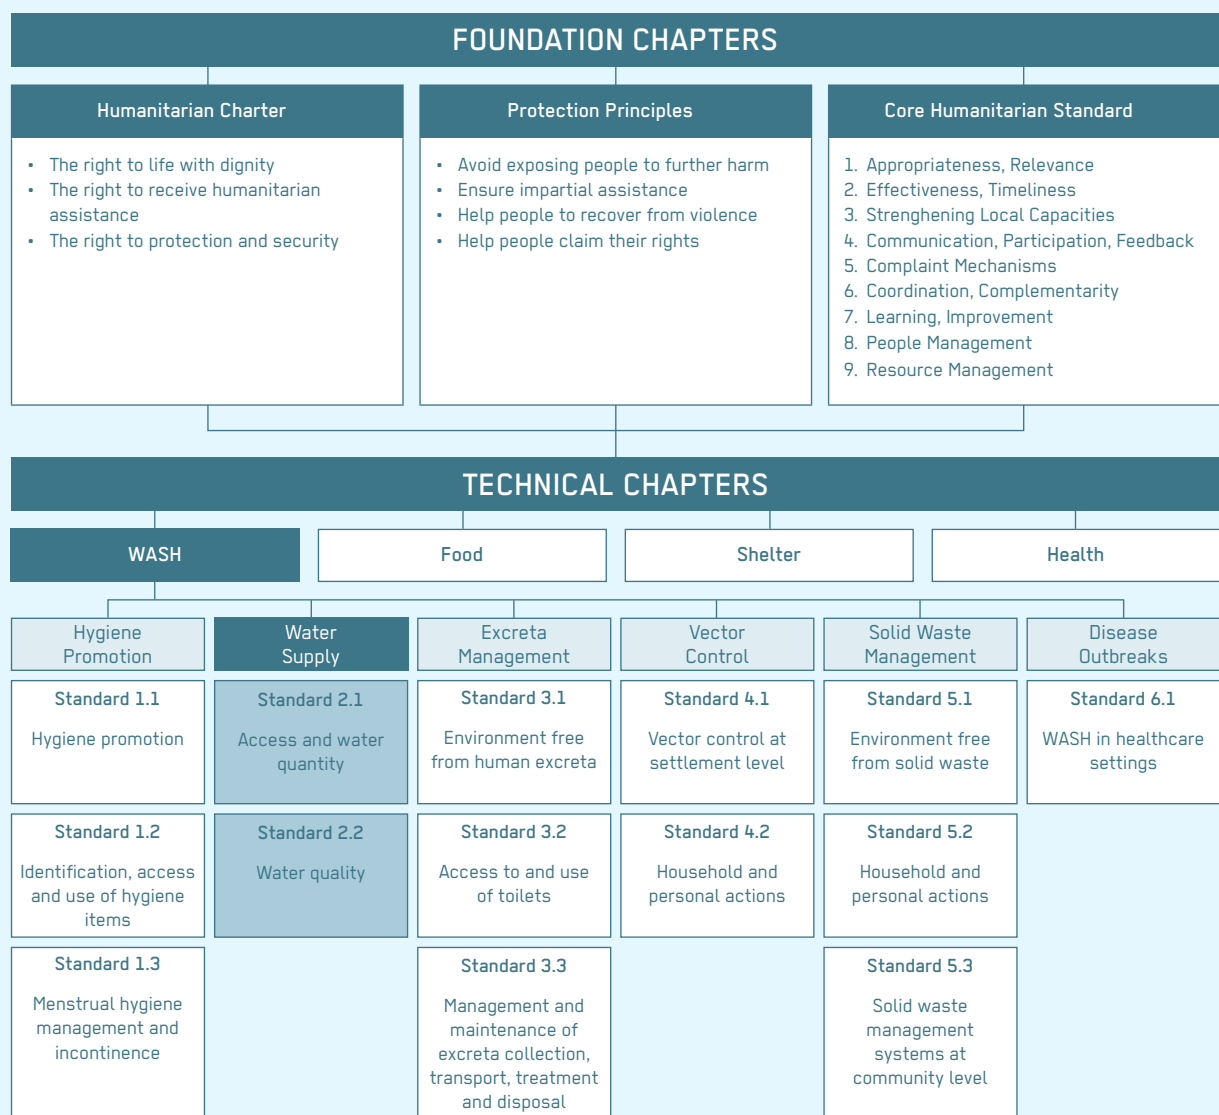 FOUNDATION CHAPTERS
Humanitarian Charter
• The right to life with dignity
• The right to receive humanitarian
assistance
• The right to protection and security
Protection Principles
• Avoid exposing people to further harm
• Ensure impartial assistance
• Help people to recover from violence
• Help people claim their rights
Core Humanitarian Standard
1. Appropriateness, Relevance
2. Effectiveness, Timeliness
3. Strenghening Local Capacities
4. Communication, Participation, Feedback
5. Complaint Mechanisms
6. Coordination, Complementarity
7. Learning, Improvement
8. People Management
9. Resource Management
TECHNICAL CHAPTERS
WASH
Food
Shelter
Health
Hygiene
Promotion
Standard 1.1
Hygiene promotion
Standard 1.2
Identification, access
and use of hygiene
items
Standard 1.3
Menstrual hygiene
management and
incontinence
Water
Supply
Standard 2.1
Access and water
quantity
Standard 2.2
Water quality
Excreta
Management
Standard 3.1
Environment free
from human excreta
Standard 3.2
Access to and use
of toilets
Standard 3.3
Management and
maintenance of
excreta collection,
transport, treatment
and disposal
Vector
Control
Standard 4.1
Vector control at
settlement level
Standard 4.2
Household and
personal actions
Solid Waste
Management
Standard 5.1
Environment free
from solid waste
Standard 5.2
Household and
personal actions
Standard 5.3
Solid waste
management
systems at
community level
Disease
Outbreaks
Standard 6.1
WASH in healthcare
settings